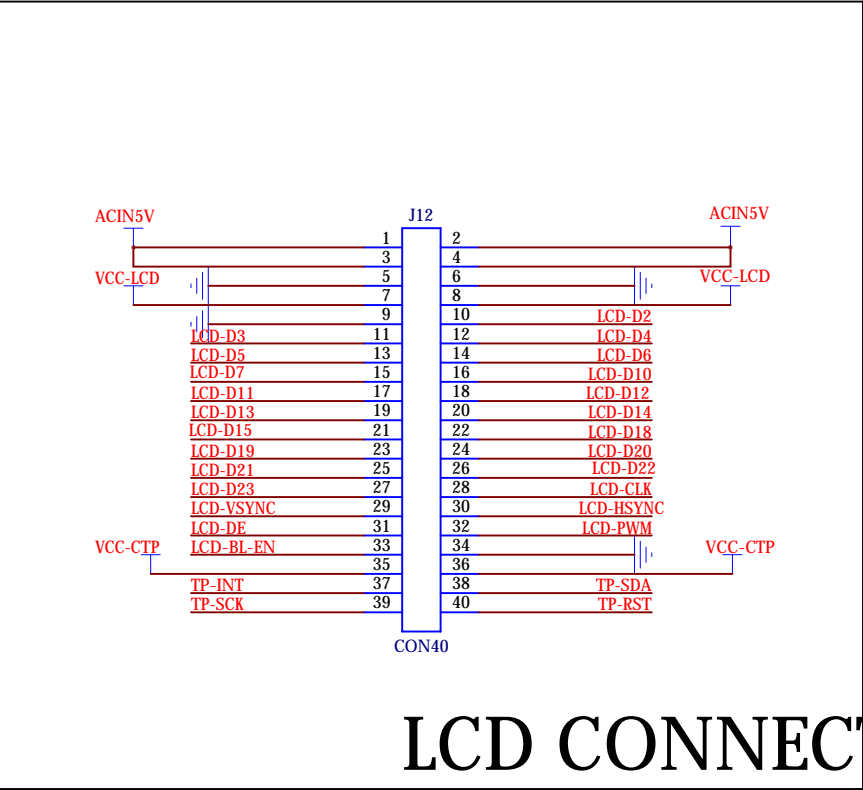 J12
ACIN5V ACIN5V
1 2
3 4
VCC-LCD 5 6 VCC-LCD
7 8
9 10 LCD-D2
LCD-D3 11 12 LCD-D4
LCD-D5 13 14 LCD-D6
LCD-D7 15 16 LCD-D10
LCD-D11 17 18 LCD-D12
LCD-D13 19 20 LCD-D14
LCD-D15 21 22 LCD-D18
LCD-D19 23 24 LCD-D20
LCD-D21 25 26 LCD-D22
LCD-D23 27 28 LCD-CLK
LCD-VSYNC 29 30 LCD-HSYNC
LCD-DE 31 32 LCD-PWM
VCC-CTP LCD-BL-EN 33 34 VCC-CTP
35 36
TP-INT 37 38 TP-SDA
TP-SCK 39 40 TP-RST
CON40
LCD CONNEC